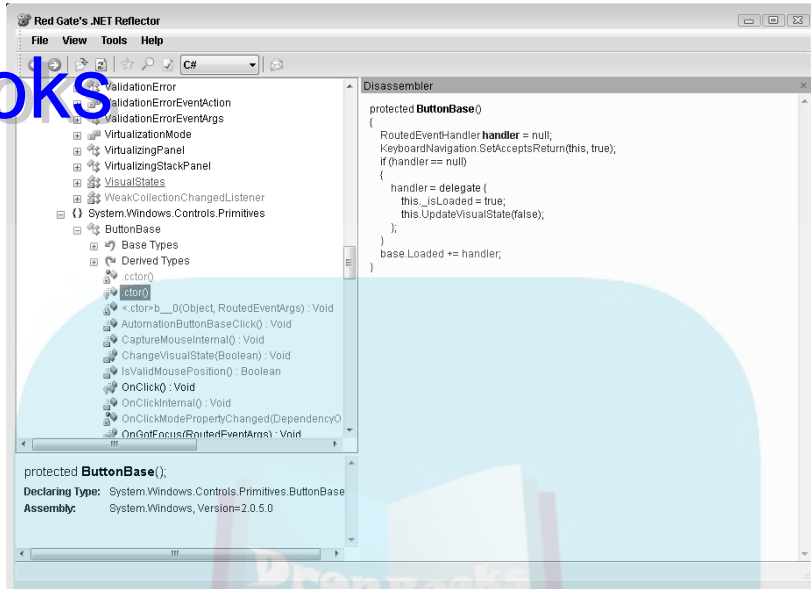 Red Gate's .NET Reflector
File View Tools Help
C#
ooks
ValidationError
ValidationErrorEventAction
ValidationErrorEventArgs
VirtualizationMode
VirtualizingPanel
VirtualizingStackPanel
VisualStates
WeakCollectionChangedListener
{} System.Windows.Controls.Primitives
ButtonBase
Base Types
Derived Types
.cctor()
.ctor()
<.ctor>b__0(Object, RoutedEventArgs) : Void
AutomationButtonBaseClick() : Void
CaptureMouseInternal() : Void
ChangeVisualState(Boolean) : Void
IsValidMousePosition() : Boolean
OnClick() : Void
OnClickInternal() : Void
OnClickModePropertyChanged(DependencyO
OnGotFocus(RoutedEventArgs) : Void
protected ButtonBase();
Declaring Type: System.Windows.Controls.Primitives.ButtonBase
Assembly: System.Windows, Version=2.0.5.0
Disassembler
protected ButtonBase()
{
RoutedEventHandler handler = null;
KeyboardNavigation.SetAcceptsReturn(this, true);
if (handler == null)
{
handler = delegate {
this._isLoaded = true;
this.UpdateVisualState(false);
};
}
base.Loaded += handler;
}
DropBooks